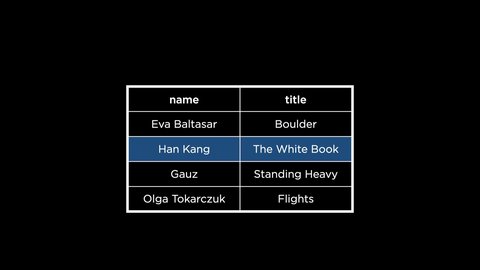 name title
Eva Baltasar Boulder
Han Kang The White Book
Gauz Standing Heavy
Olga Tokarczuk Flights